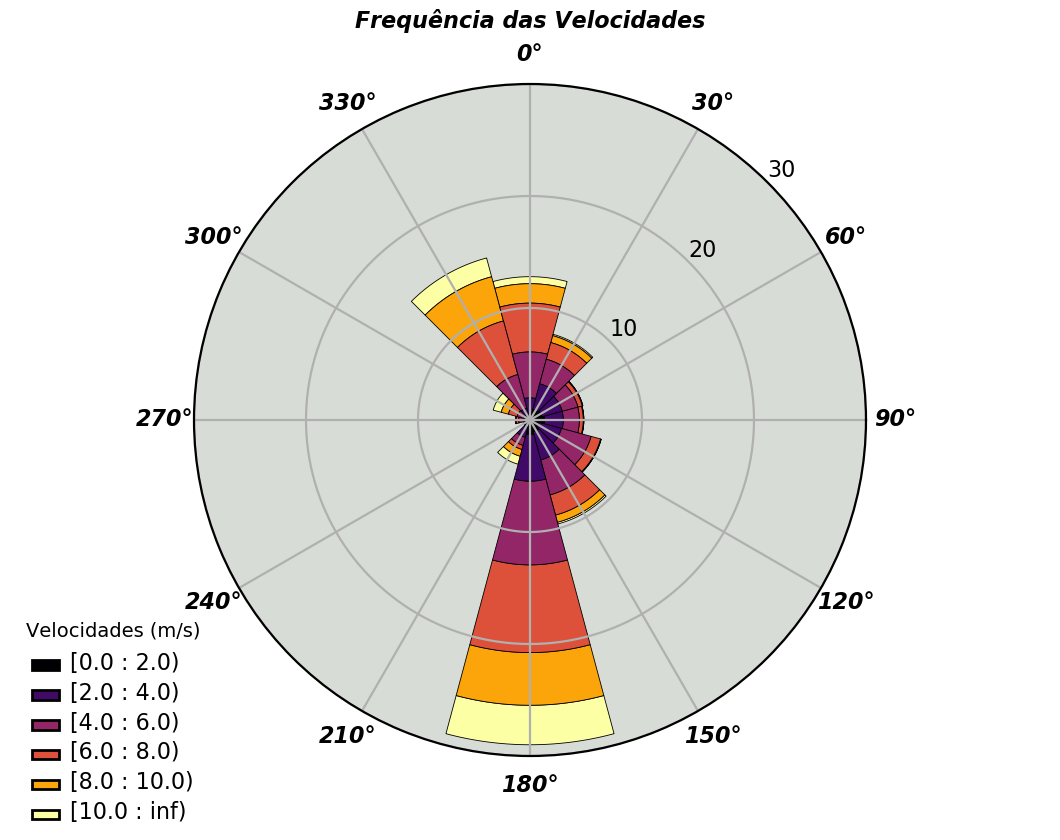 Frequência das Velocidades
0°
330°
30°
30
300°
60°
20
10
270°
90°
240°
120°
Velocidades (m/s)
[0.0 : 2.0)
[2.0 : 4.0)
[4.0 : 6.0)
[6.0 : 8.0)
[8.0 : 10.0)
[10.0 : inf)
210°
150°
180°